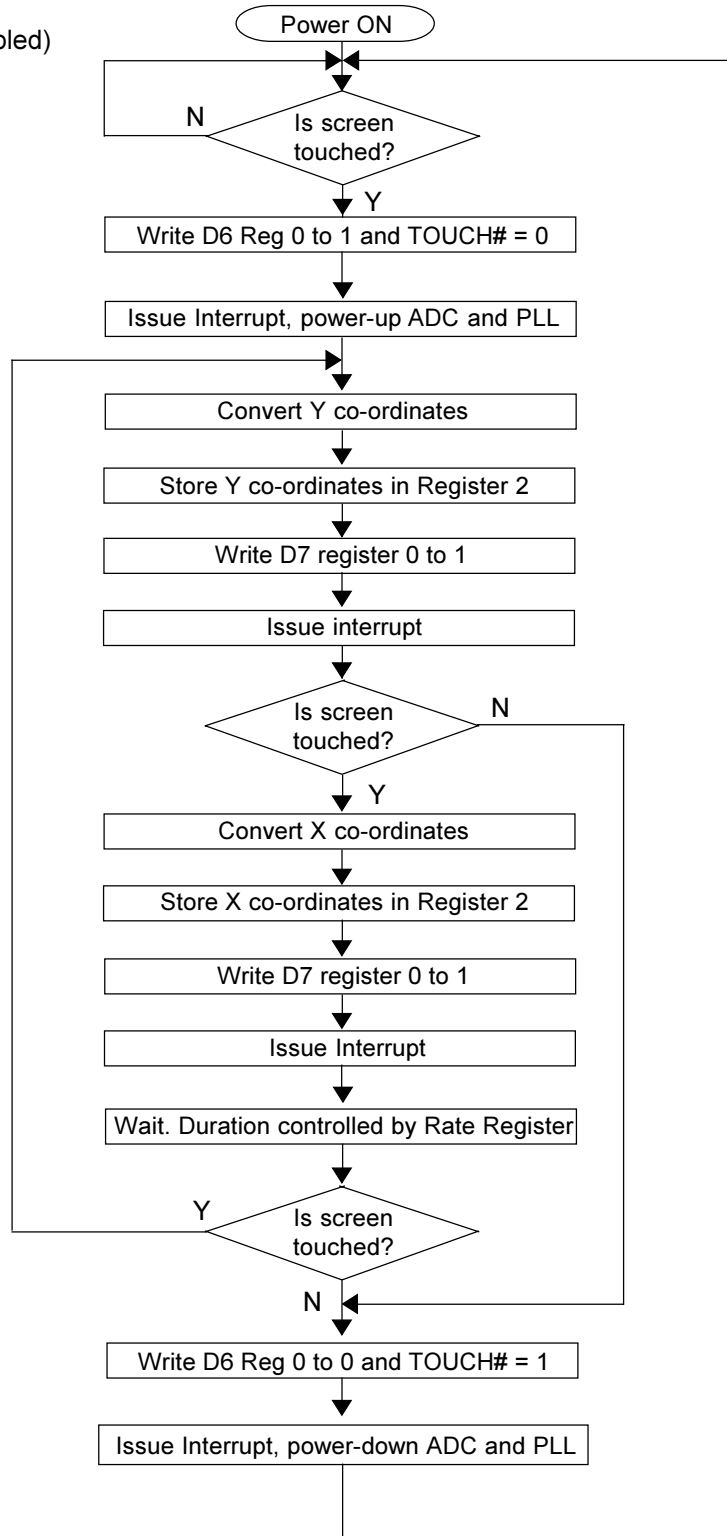 Power ON
bled)
N
Is screen
touched?
Y
Write D6 Reg 0 to 1 and TOUCH# = 0
Issue Interrupt, power-up ADC and PLL
Convert Y co-ordinates
Store Y co-ordinates in Register 2
Write D7 register 0 to 1
Issue interrupt
Is screen
touched?
N
Y
Convert X co-ordinates
Store X co-ordinates in Register 2
Write D7 register 0 to 1
Issue Interrupt
Wait. Duration controlled by Rate Register
Y
Is screen
touched?
N
Write D6 Reg 0 to 0 and TOUCH# = 1
Issue Interrupt, power-down ADC and PLL